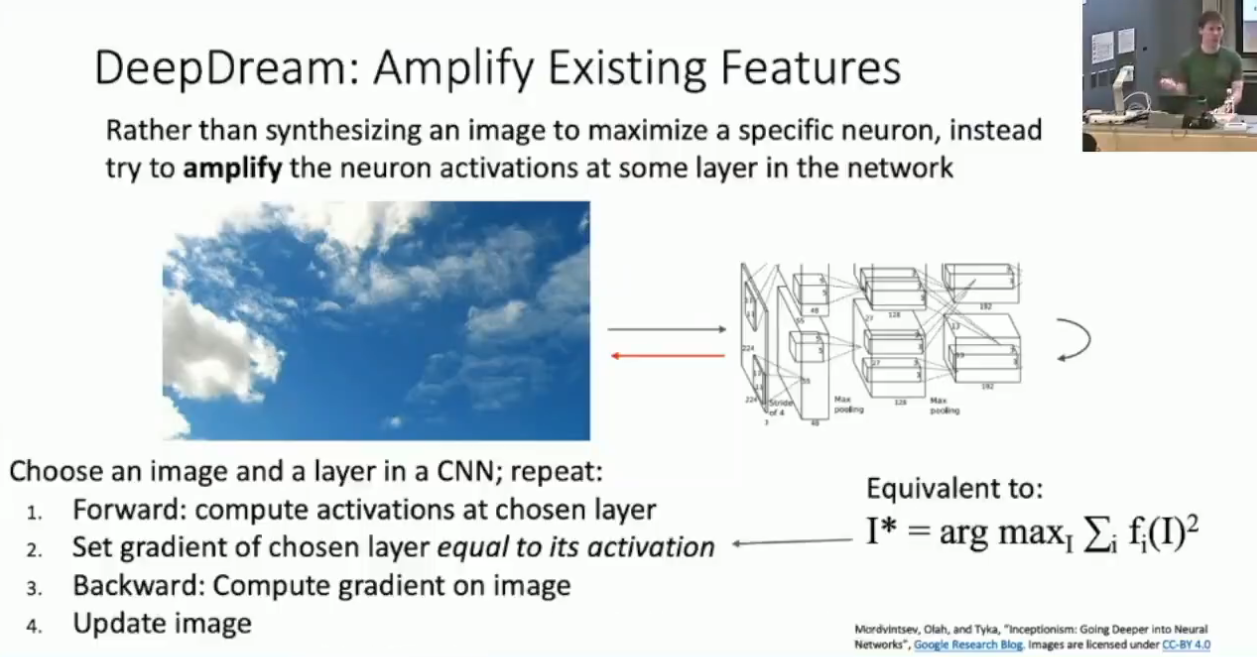 DeepDream: Amplify Existing Features
Rather than synthesizing an image to maximize a specific neuron, instead
try to amplify the neuron activations at some layer in the network
Choose an image and a layer in a CNN; repeat:
1. Forward: compute activations at chosen layer
2. Set gradient of chosen layer equal to its activation
3. Backward: Compute gradient on image
4. Update image
Equivalent to:
I* = arg max_I ∑_i f_i(I)²
224
224
Stride
of 4
3
55
48
27
128
Max
pooling
128
Max
pooling
13
192
192
Mordvintsev, Olah, and Tyka, "Inceptionism: Going Deeper into Neural
Networks", Google Research Blog. Images are licensed under CC-BY 4.0